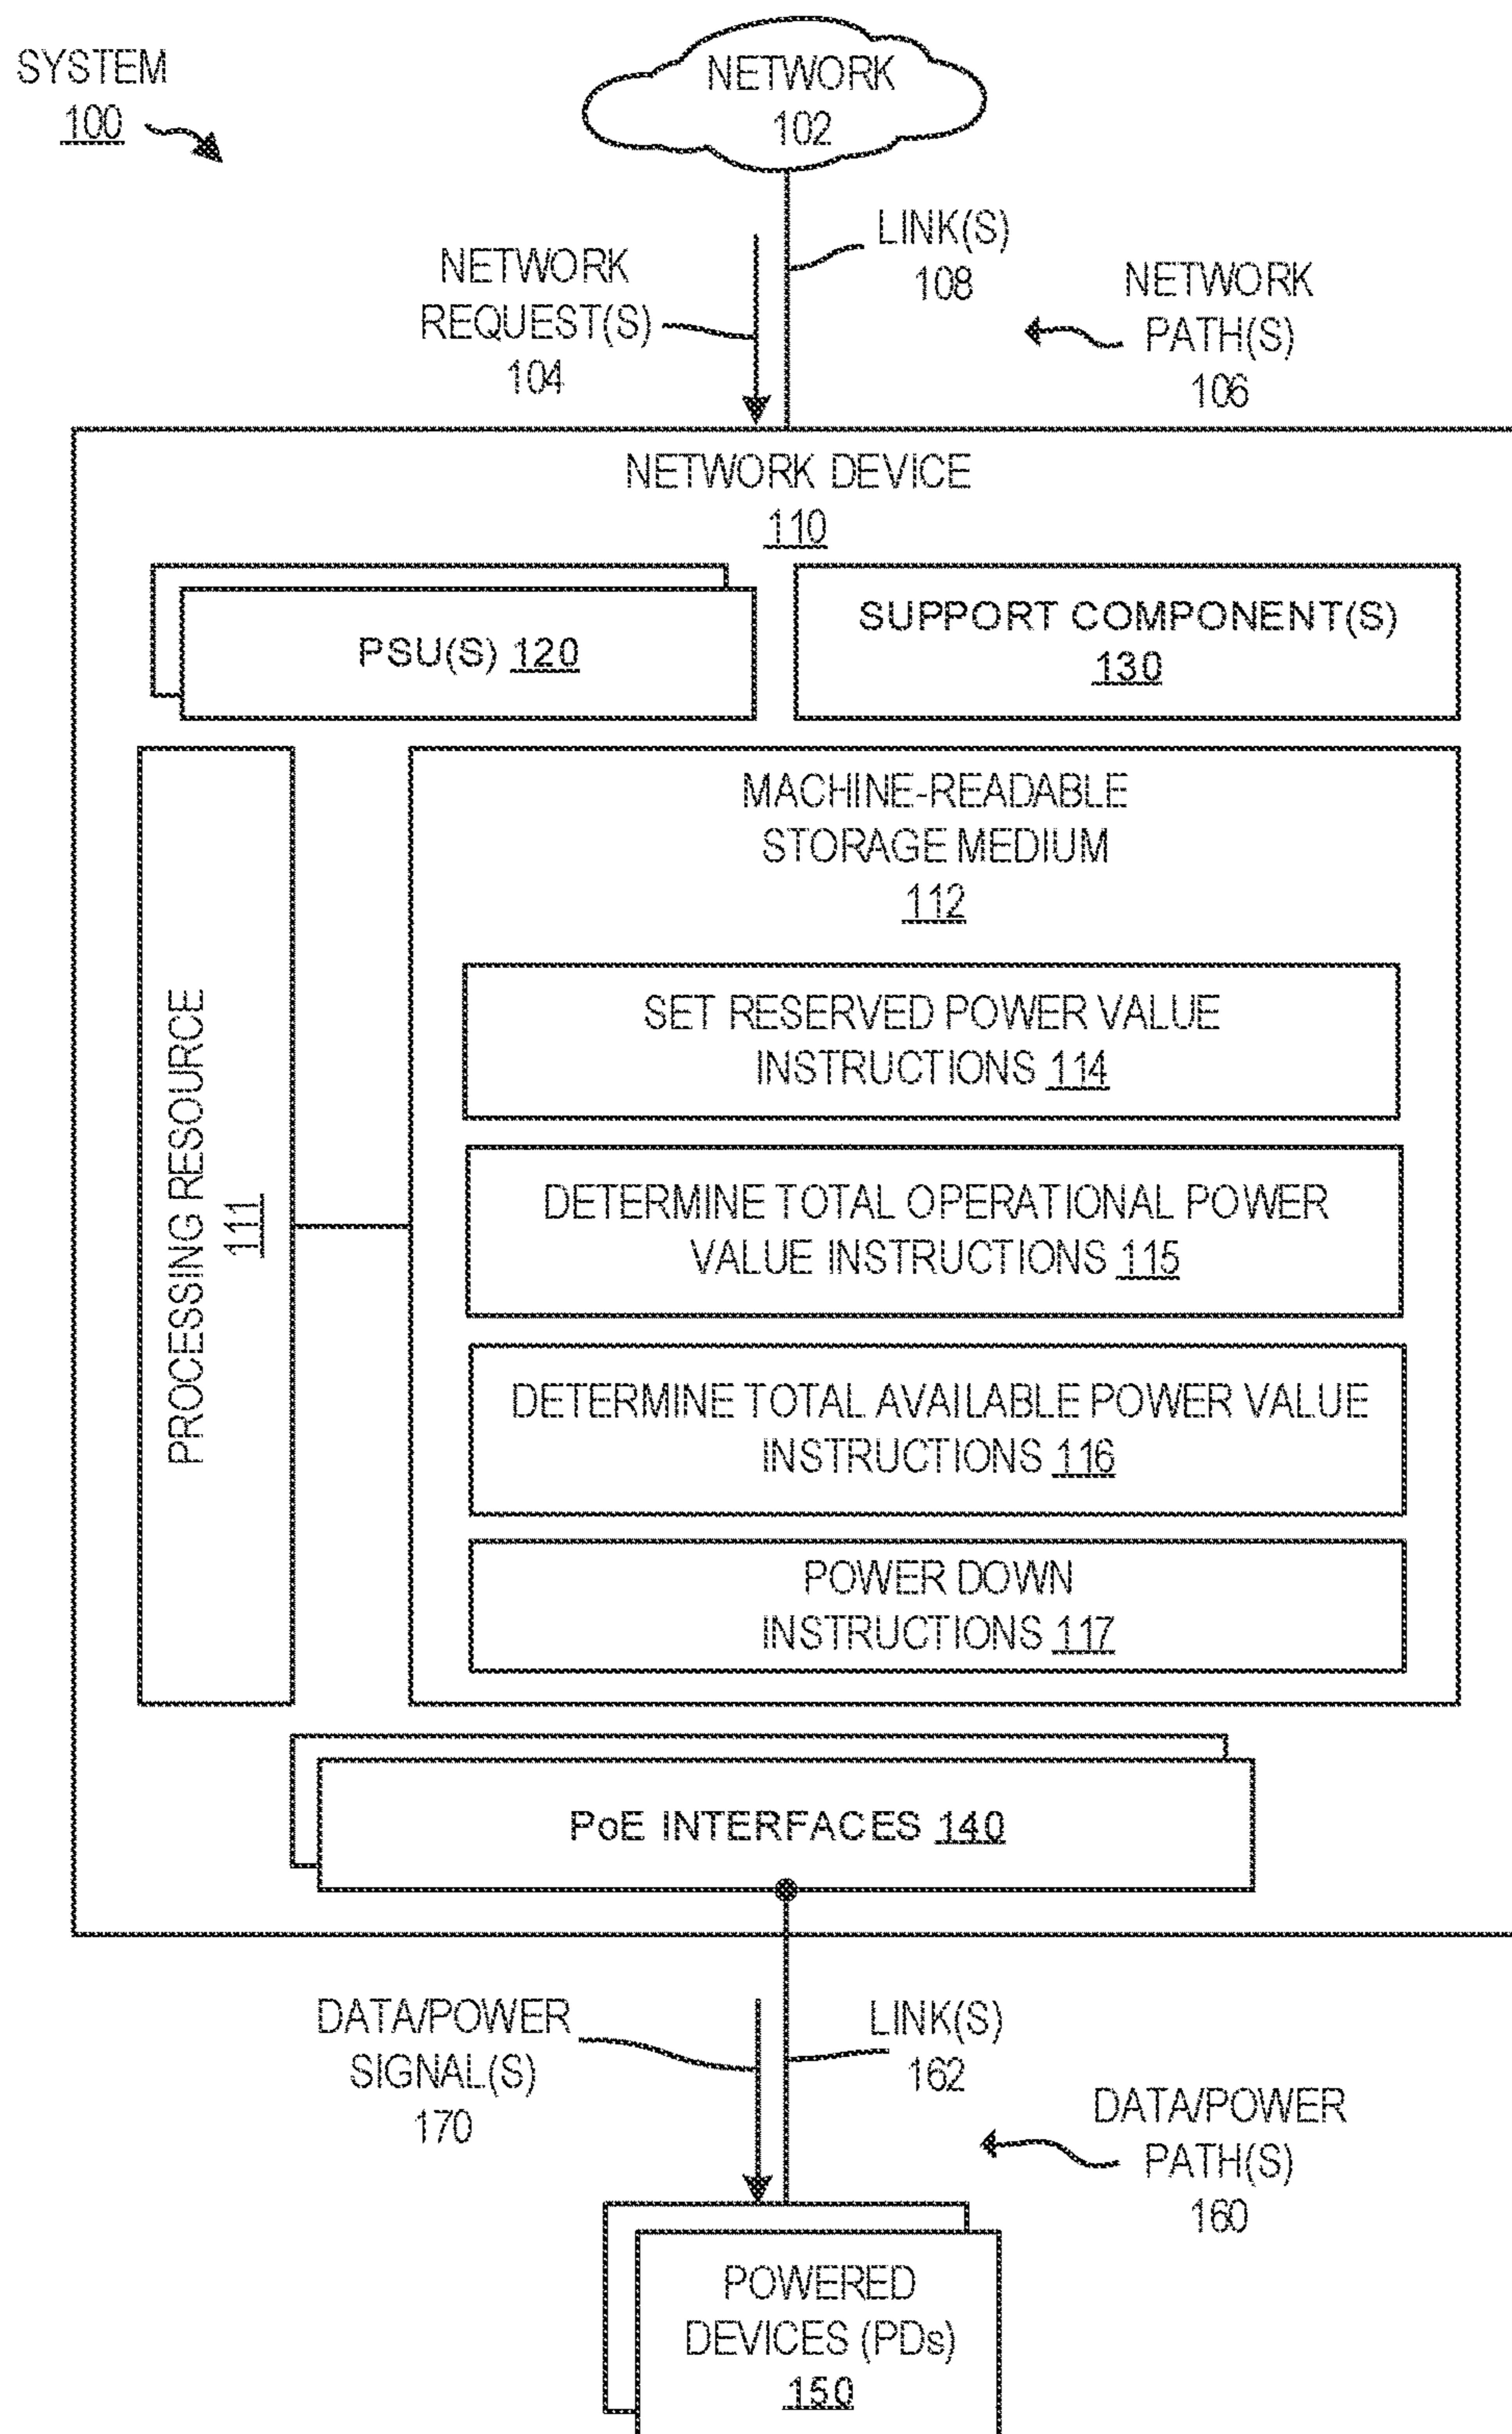 SYSTEM
100
NETWORK
102
LINK(S)
108
NETWORK
REQUEST(S)
104
NETWORK
PATH(S)
106
NETWORK DEVICE
110
PSU(S) 120
SUPPORT COMPONENT(S)
130
PROCESSING RESOURCE
111
MACHINE-READABLE
STORAGE MEDIUM
112
SET RESERVED POWER VALUE
INSTRUCTIONS 114
DETERMINE TOTAL OPERATIONAL POWER
VALUE INSTRUCTIONS 115
DETERMINE TOTAL AVAILABLE POWER VALUE
INSTRUCTIONS 116
POWER DOWN
INSTRUCTIONS 117
PoE INTERFACES 140
DATA/POWER
SIGNAL(S)
170
LINK(S)
162
DATA/POWER
PATH(S)
160
POWERED
DEVICES (PDs)
150